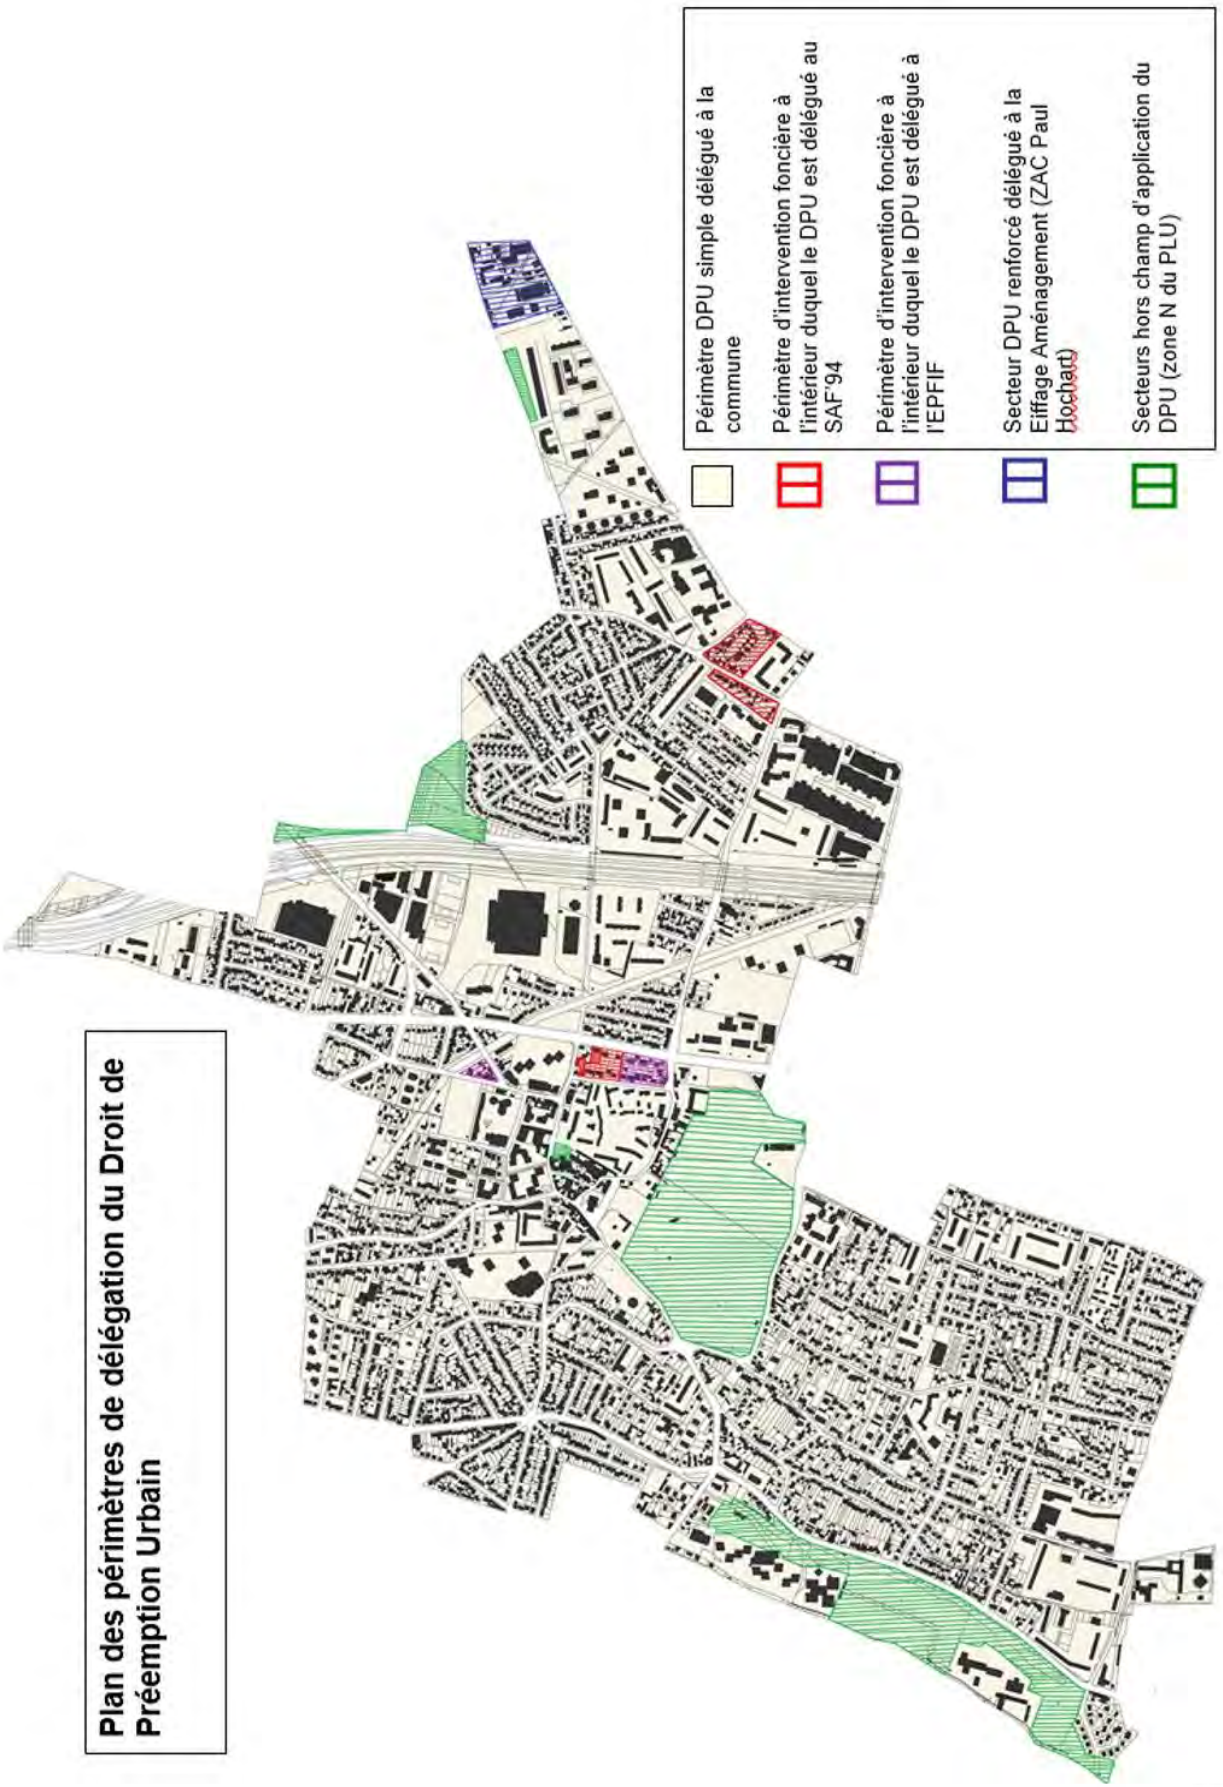 Plan des périmètres de délégation du Droit de
Préemption Urbain
Périmètre DPU simple délégué à la
commune
Périmètre d'intervention foncière à
l'intérieur duquel le DPU est délégué au
SAF'94
Périmètre d'intervention foncière à
l'intérieur duquel le DPU est délégué à
l'EPFIF
Secteur DPU renforcé délégué à la
Eiffage Aménagement (ZAC Paul
Hochart)
Secteurs hors champ d'application du
DPU (zone N du PLU)